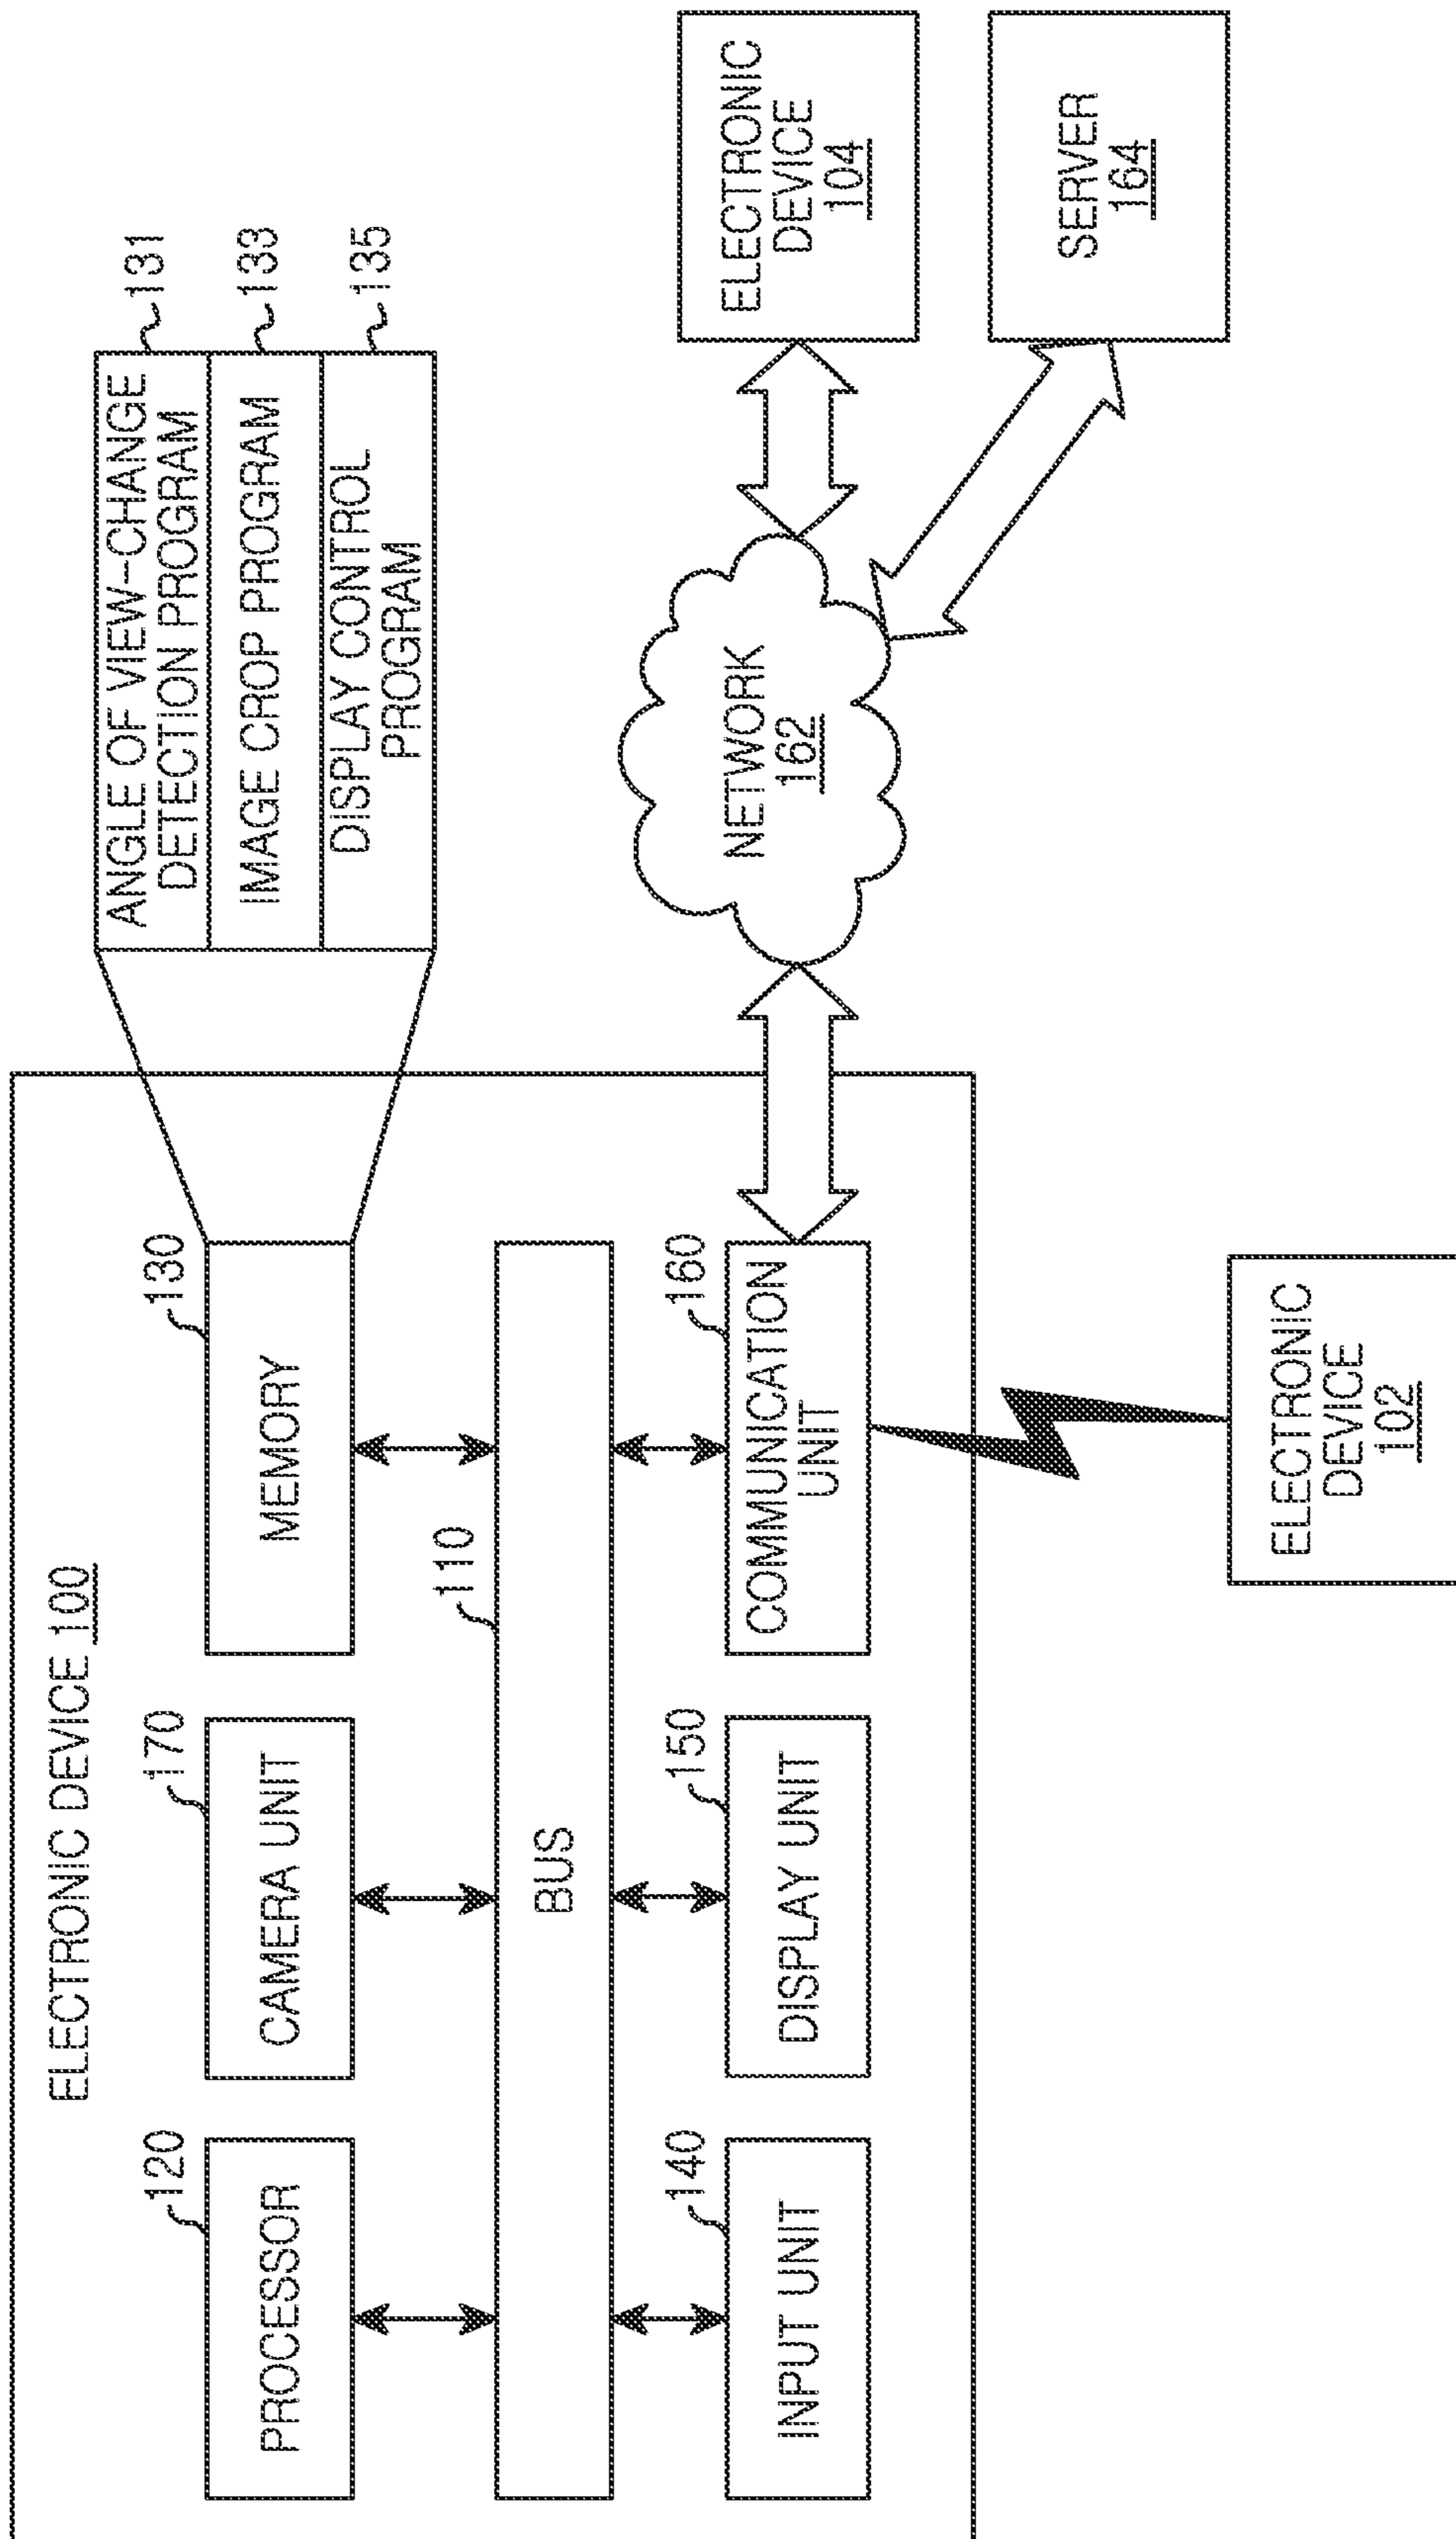 ELECTRONIC DEVICE 100
120
PROCESSOR
170
CAMERA UNIT
130
MEMORY
ANGLE OF VIEW-CHANGE
DETECTION PROGRAM
131
IMAGE CROP PROGRAM
133
DISPLAY CONTROL
PROGRAM
135
110
BUS
140
INPUT UNIT
150
DISPLAY UNIT
160
COMMUNICATION
UNIT
NETWORK
162
ELECTRONIC
DEVICE
104
SERVER
164
ELECTRONIC
DEVICE
102